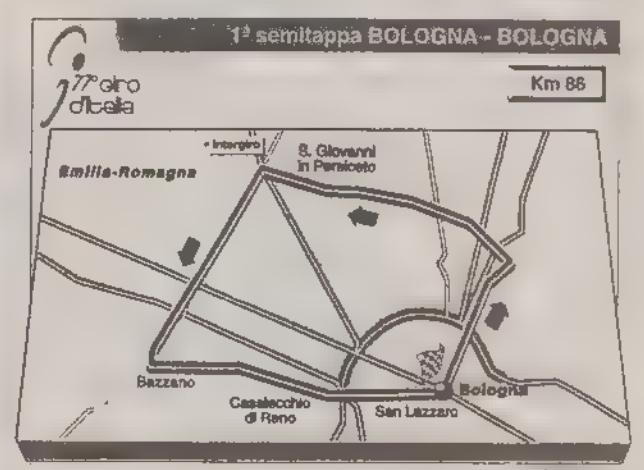 1ª semitappa BOLOGNA - BOLOGNA
77° giro
d'italia
Km 86
• Intergiro
S. Giovanni
in Persiceto
Emilia-Romagna
Bazzano
Casalecchio
di Reno
San Lazzaro
Bologna